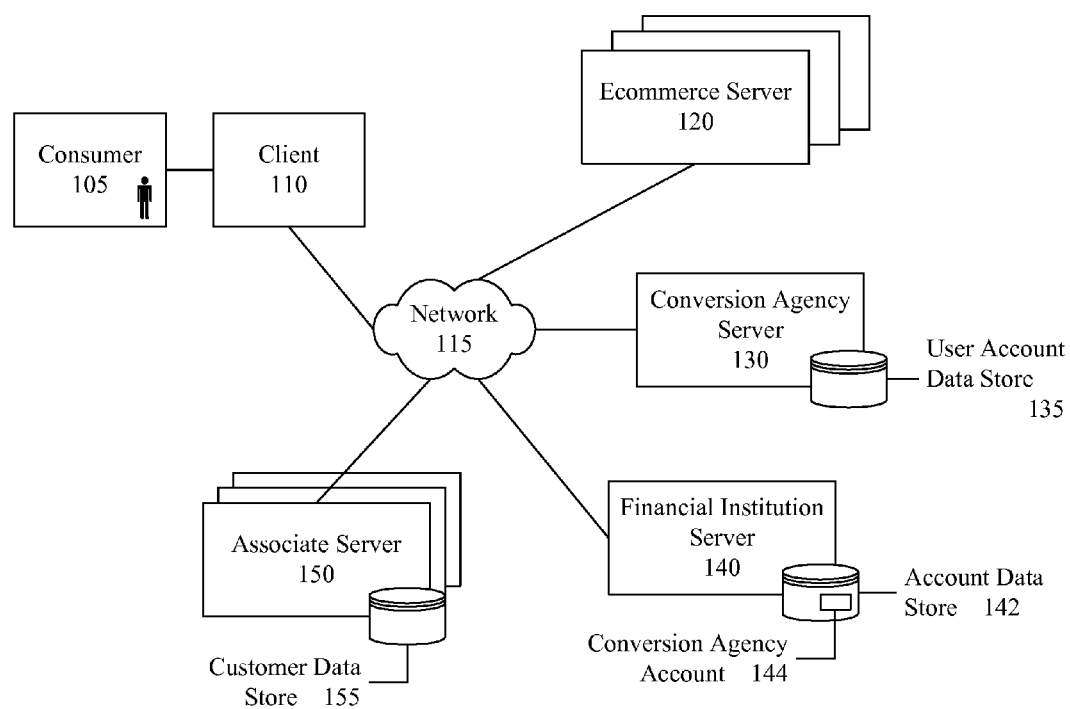 Ecommerce Server
120
Consumer
105
Client
110
Network
115
Conversion Agency
Server
130
User Account
Data Store
135
Associate Server
150
Customer Data
Store 155
Financial Institution
Server
140
Account Data
Store 142
Conversion Agency
Account 144